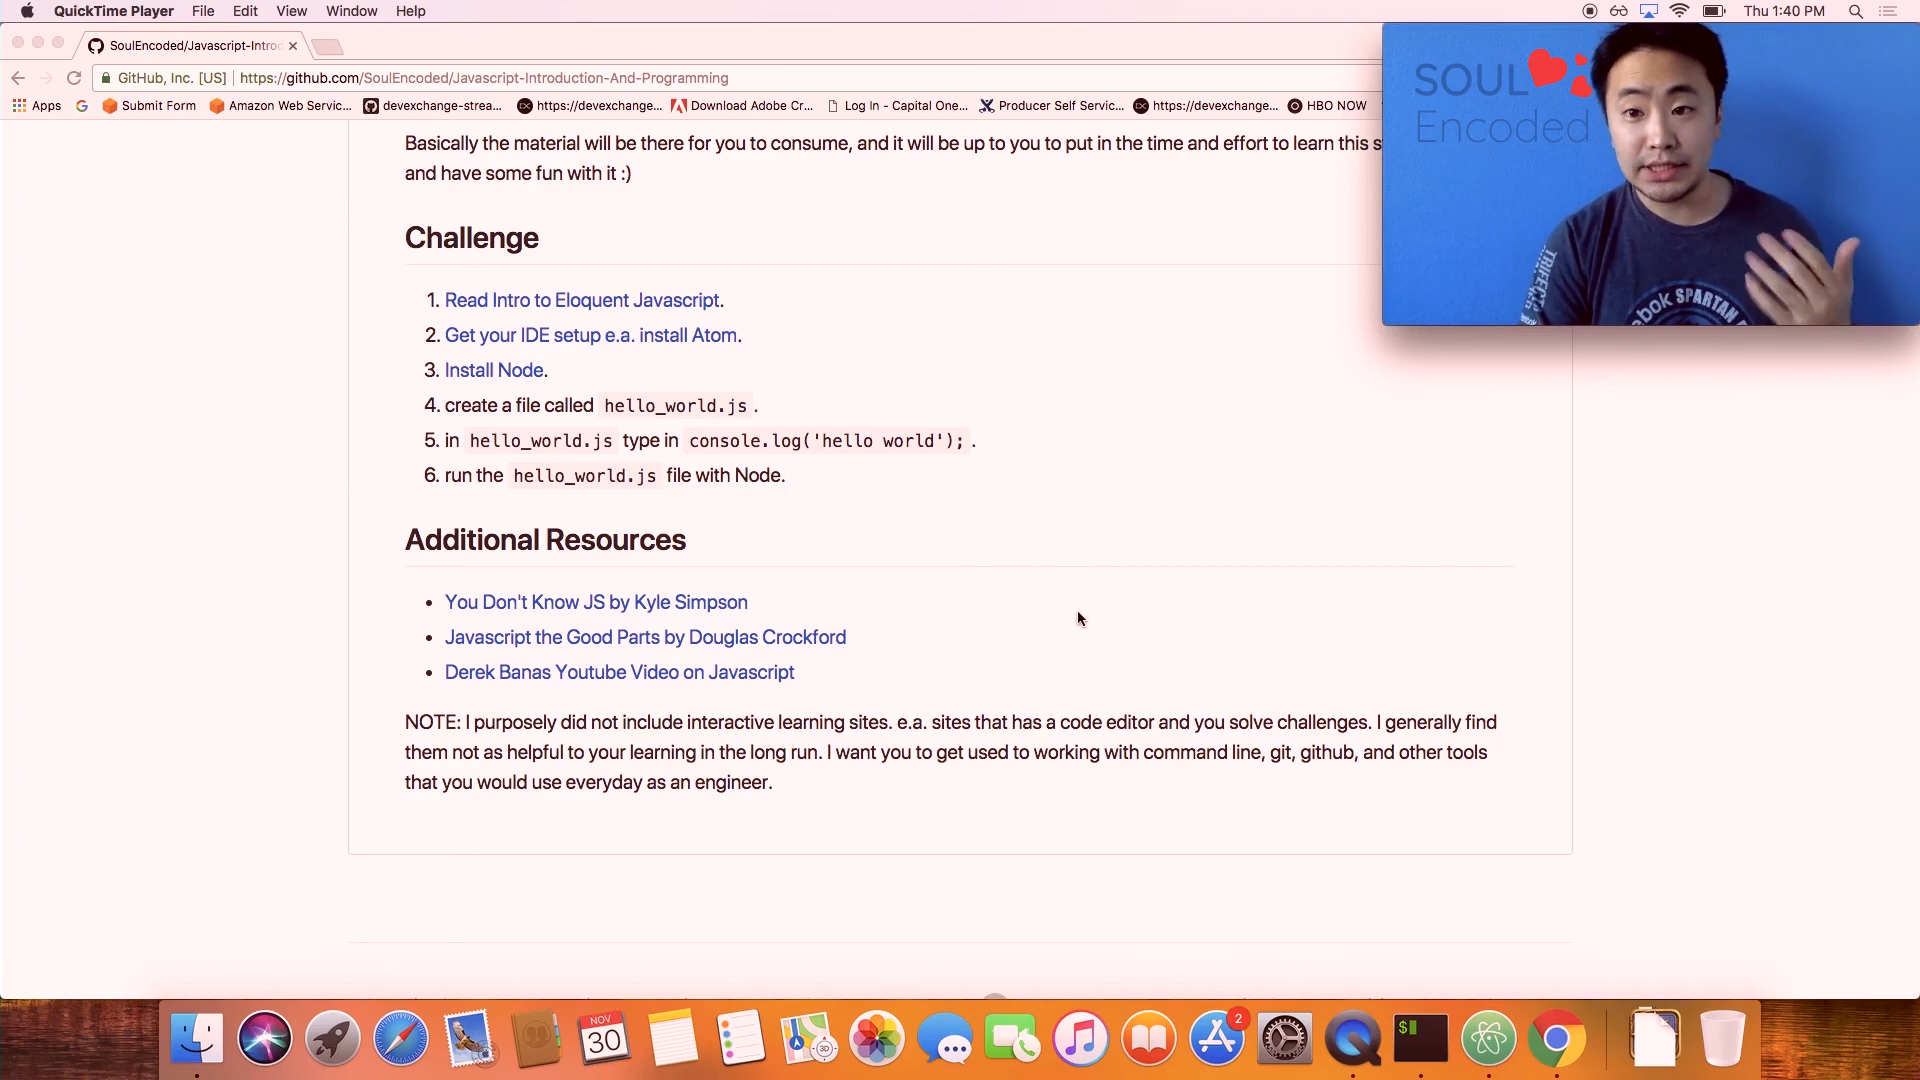 QuickTime Player File Edit View Window Help Thu 1:40 PM
SoulEncoded/Javascript-Intro
GitHub, Inc. [US] https://github.com/SoulEncoded/Javascript-Introduction-And-Programming
Apps Submit Form Amazon Web Servic... devexchange-strea... https://devexchange... Download Adobe Cr... Log In - Capital One... Producer Self Servic... https://devexchange... HBO NOW
SOUL
Encoded
Basically the material will be there for you to consume, and it will be up to you to put in the time and effort to learn this s
and have some fun with it :)
Challenge
1. Read Intro to Eloquent Javascript.
2. Get your IDE setup e.a. install Atom.
3. Install Node.
4. create a file called hello_world.js .
5. in hello_world.js type in console.log('hello world'); .
6. run the hello_world.js file with Node.
Additional Resources
• You Don't Know JS by Kyle Simpson
• Javascript the Good Parts by Douglas Crockford
• Derek Banas Youtube Video on Javascript
NOTE: I purposely did not include interactive learning sites. e.a. sites that has a code editor and you solve challenges. I generally find
them not as helpful to your learning in the long run. I want you to get used to working with command line, git, github, and other tools
that you would use everyday as an engineer.
SPARTAN
NOV
30
2
$